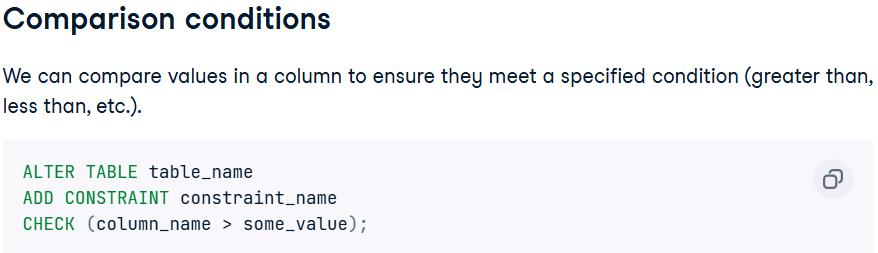 Comparison conditions
We can compare values in a column to ensure they meet a specified condition (greater than,
less than, etc.).
ALTER TABLE table_name
ADD CONSTRAINT constraint_name
CHECK (column_name > some_value);